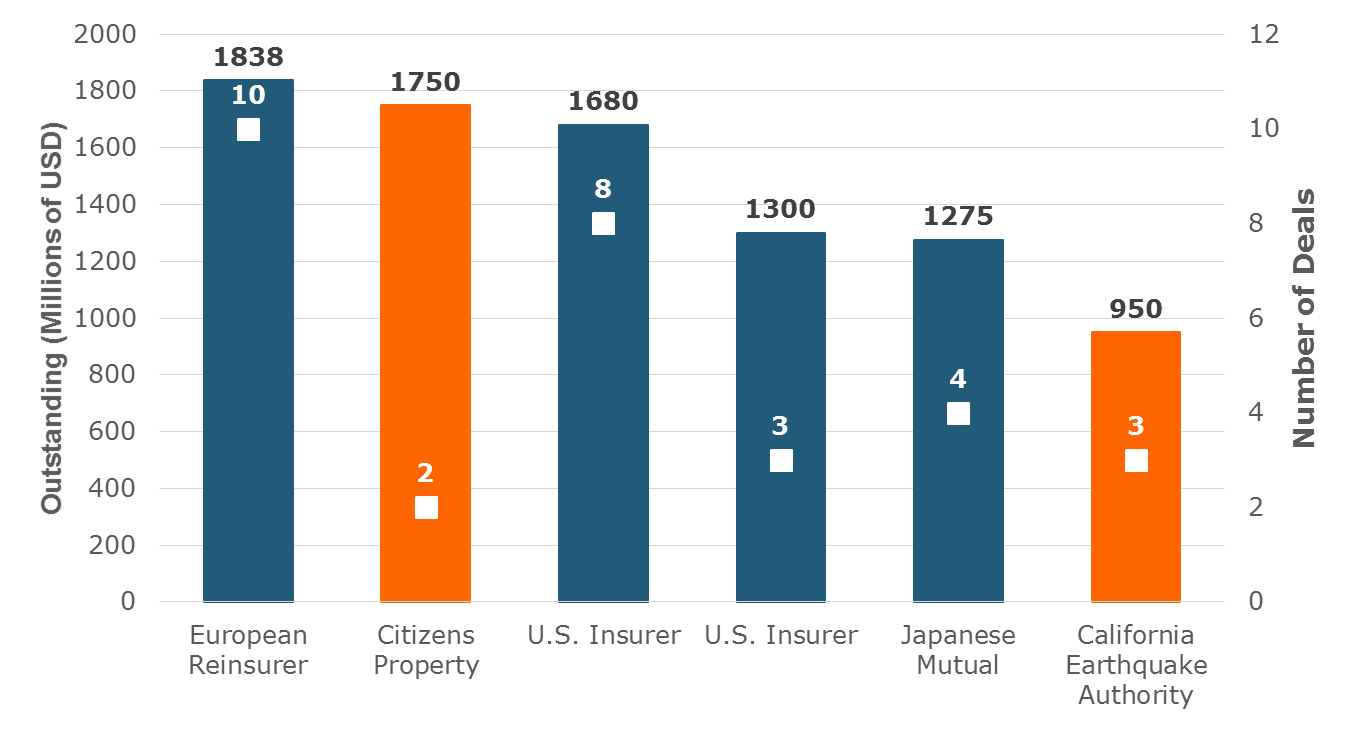 2000
1800
1600
1400
1200
1000
800
600
400
200
0
Outstanding (Millions of USD)
1838
10
1750
2
1680
8
1300
3
1275
4
950
3
12
10
8
6
4
2
0
Number of Deals
European
Reinsurer
Citizens
Property
U.S. Insurer
U.S. Insurer
Japanese
Mutual
California
Earthquake
Authority